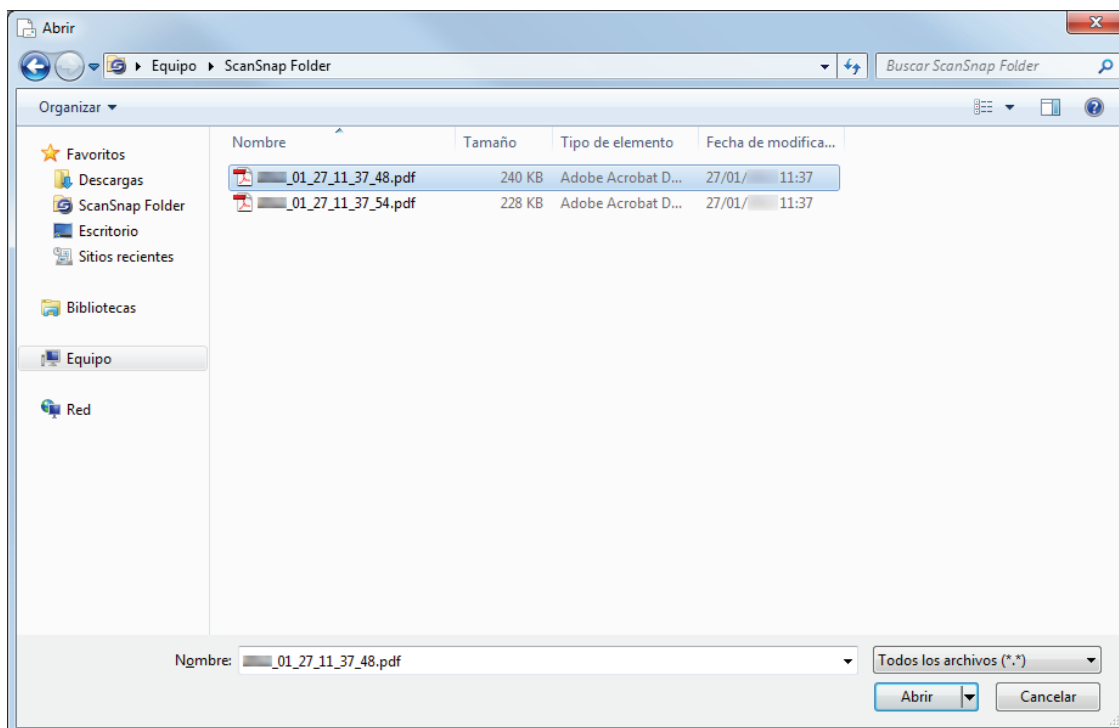 Abrir
Equipo ScanSnap Folder
Buscar ScanSnap Folder
Organizar
Nombre Tamaño Tipo de elemento Fecha de modifica...
_01_27_11_37_48.pdf 240 KB Adobe Acrobat D... 27/01/ 11:37
_01_27_11_37_54.pdf 228 KB Adobe Acrobat D... 27/01/ 11:37
Favoritos
Descargas
ScanSnap Folder
Escritorio
Sitios recientes
Bibliotecas
Equipo
Red
Nombre: _01_27_11_37_48.pdf
Todos los archivos (*.*)
Abrir Cancelar